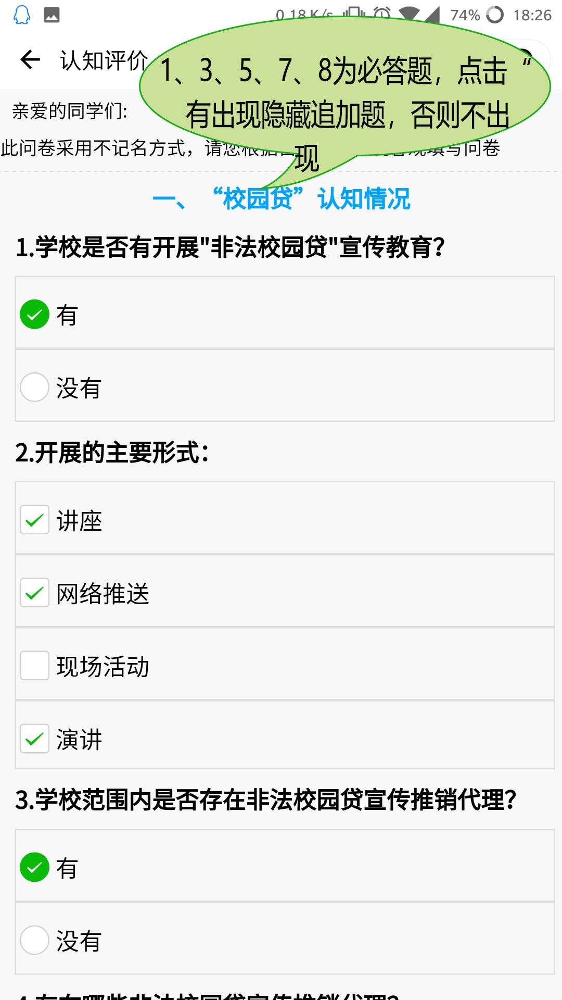 0.18 K/s 74% 18:26
认知评价
1、3、5、7、8为必答题，点击“
有出现隐藏追加题，否则不出
现
亲爱的同学们:
此问卷采用不记名方式，请您根据 客观填写问卷
一、“校园贷”认知情况
1.学校是否有开展"非法校园贷"宣传教育？
有
没有
2.开展的主要形式：
讲座
网络推送
现场活动
演讲
3.学校范围内是否存在非法校园贷宣传推销代理？
有
没有